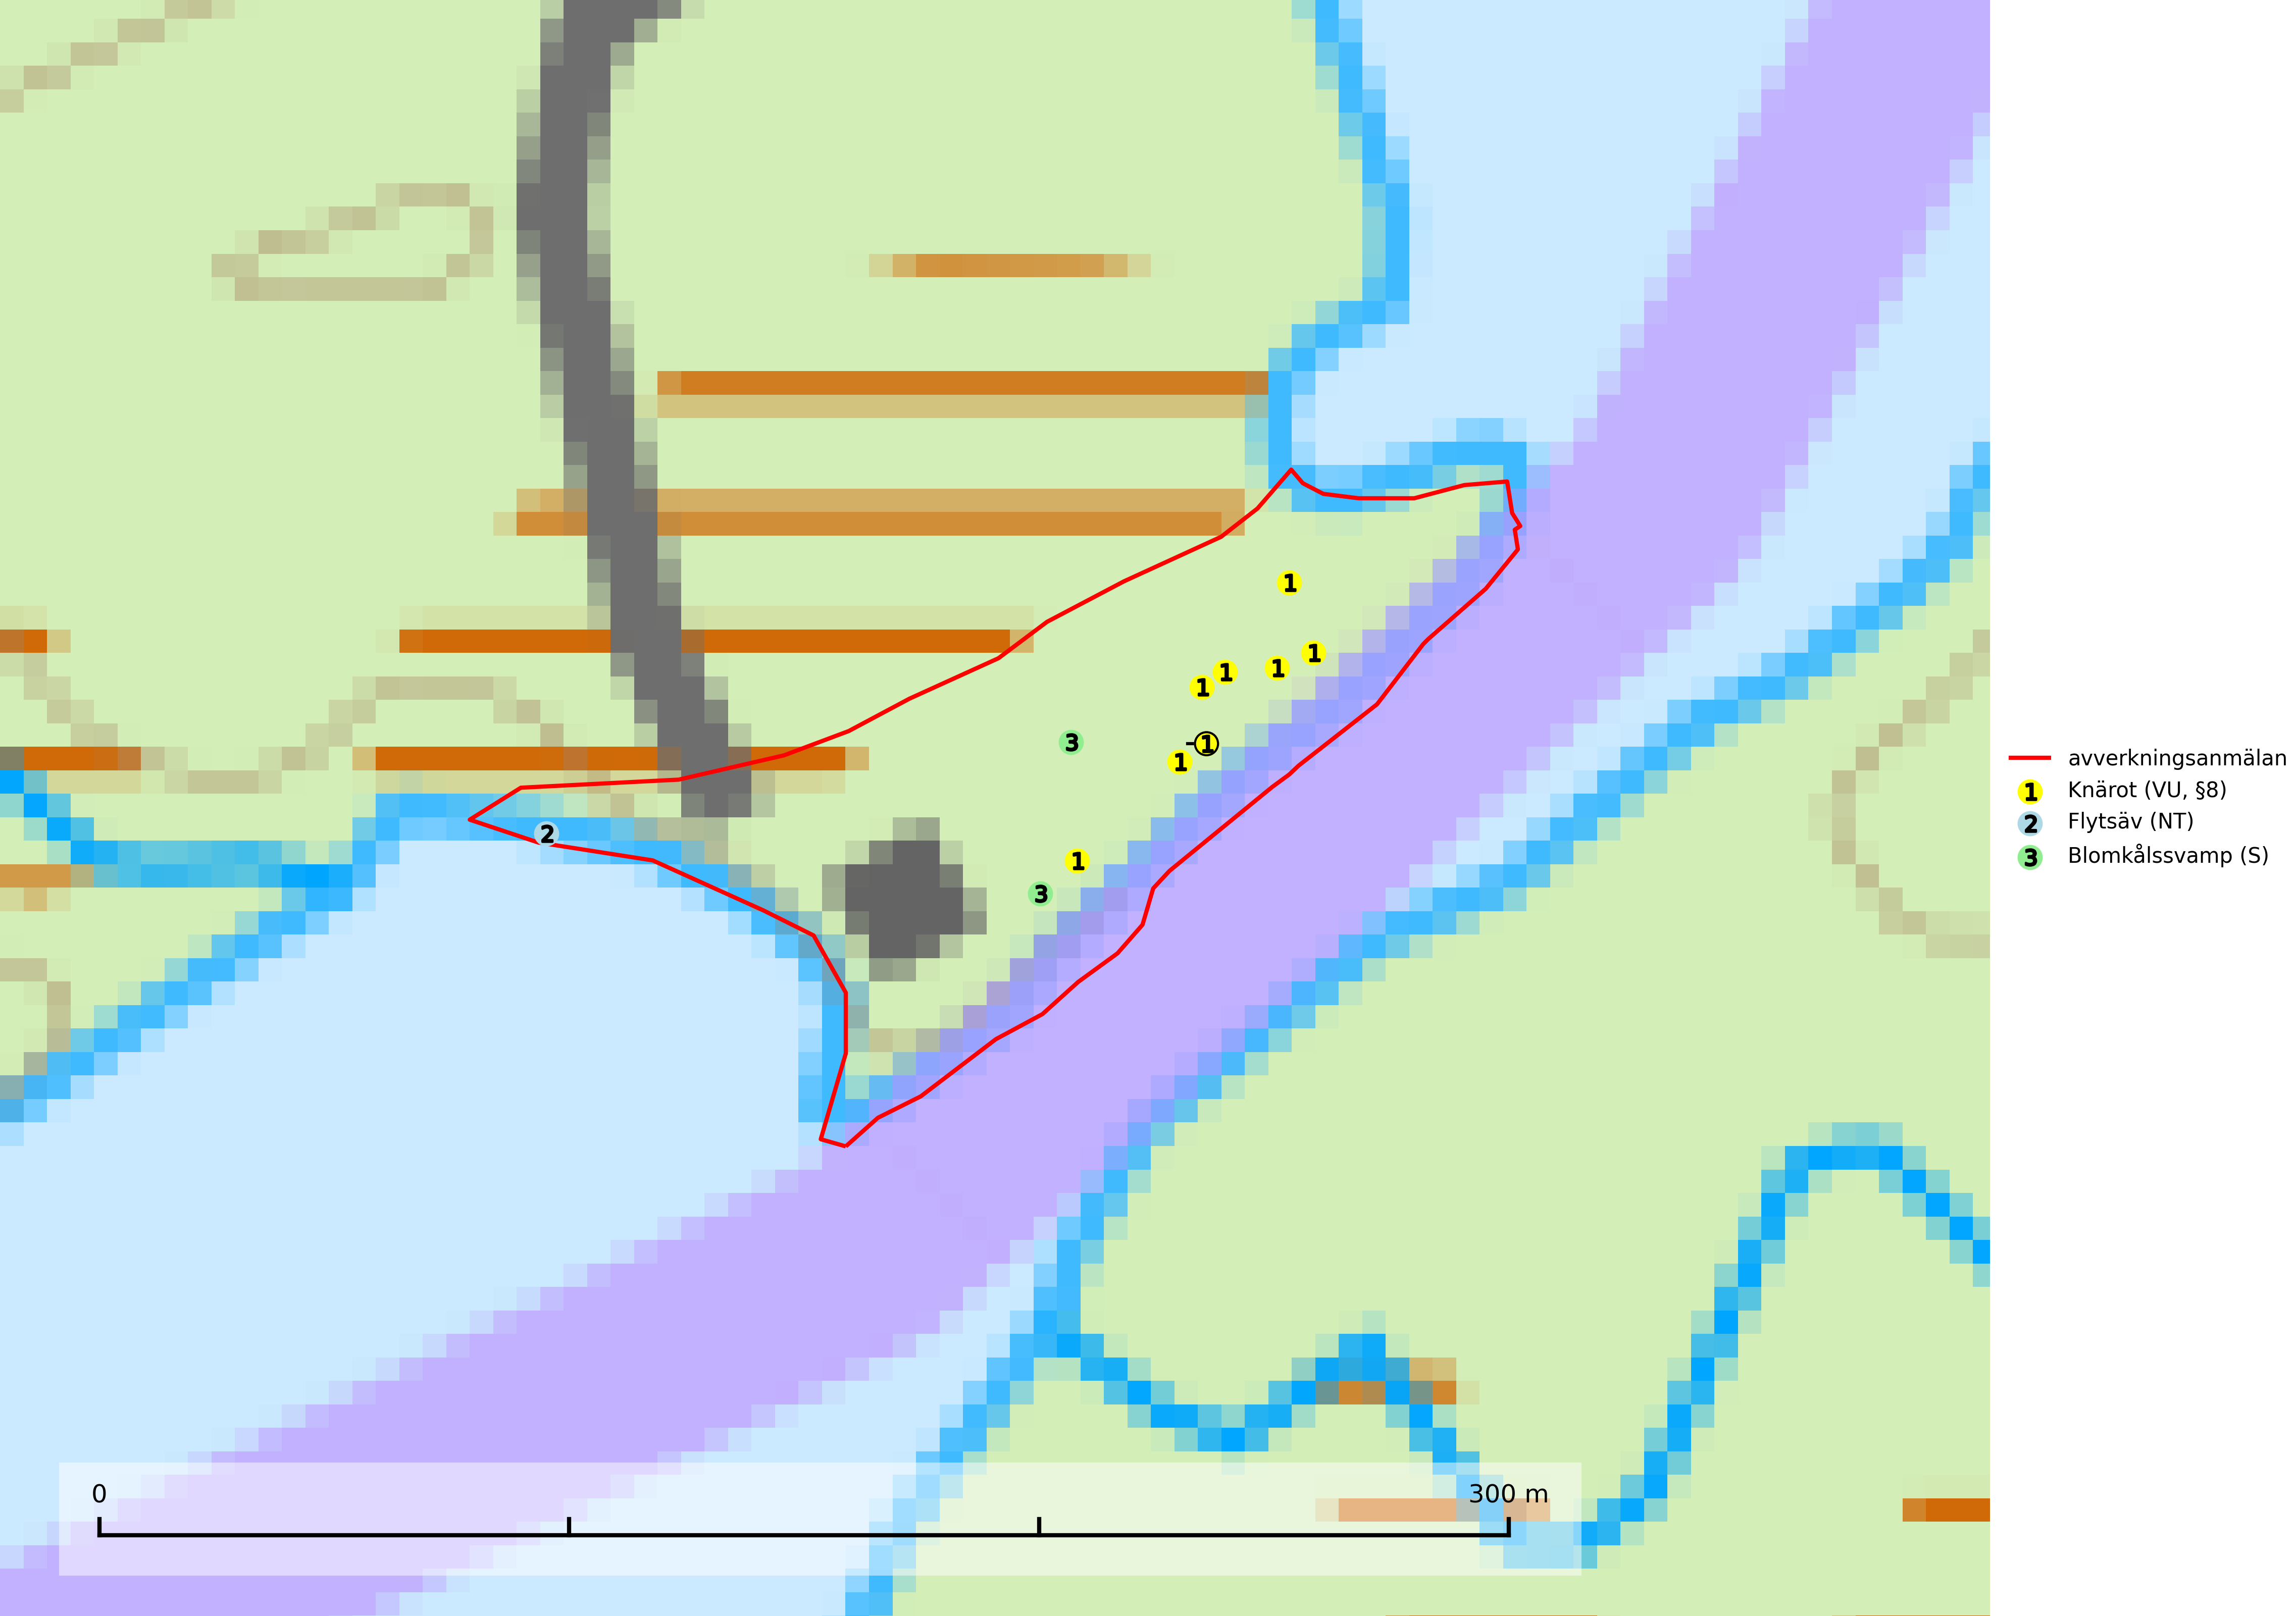 1
1
1
1
1
3
1
1
2
1
3
avverkningsanmälan
1 Knärot (VU, §8)
2 Flytsäv (NT)
3 Blomkålssvamp (S)
0 300 m